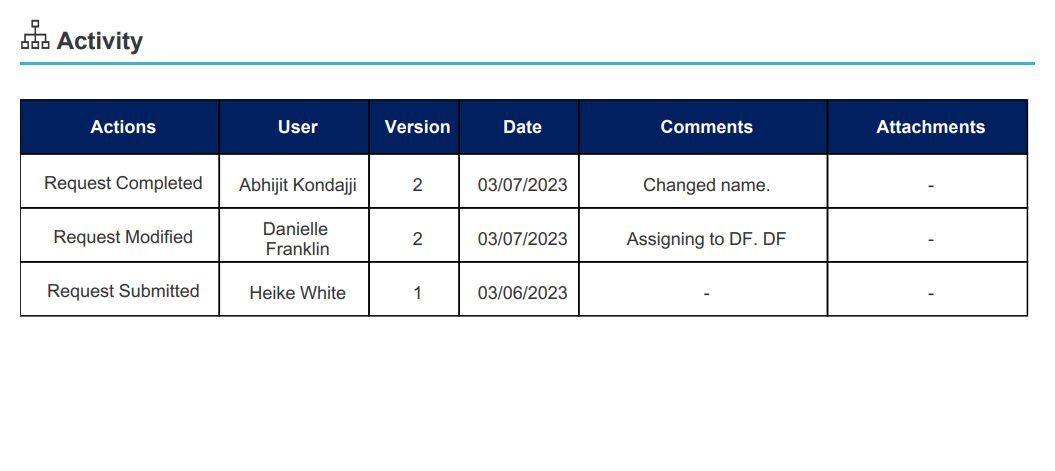 Activity
Actions User Version Date Comments Attachments
Request Completed Abhijit Kondajji 2 03/07/2023 Changed name. -
Request Modified Danielle Franklin 2 03/07/2023 Assigning to DF. DF -
Request Submitted Heike White 1 03/06/2023 - -